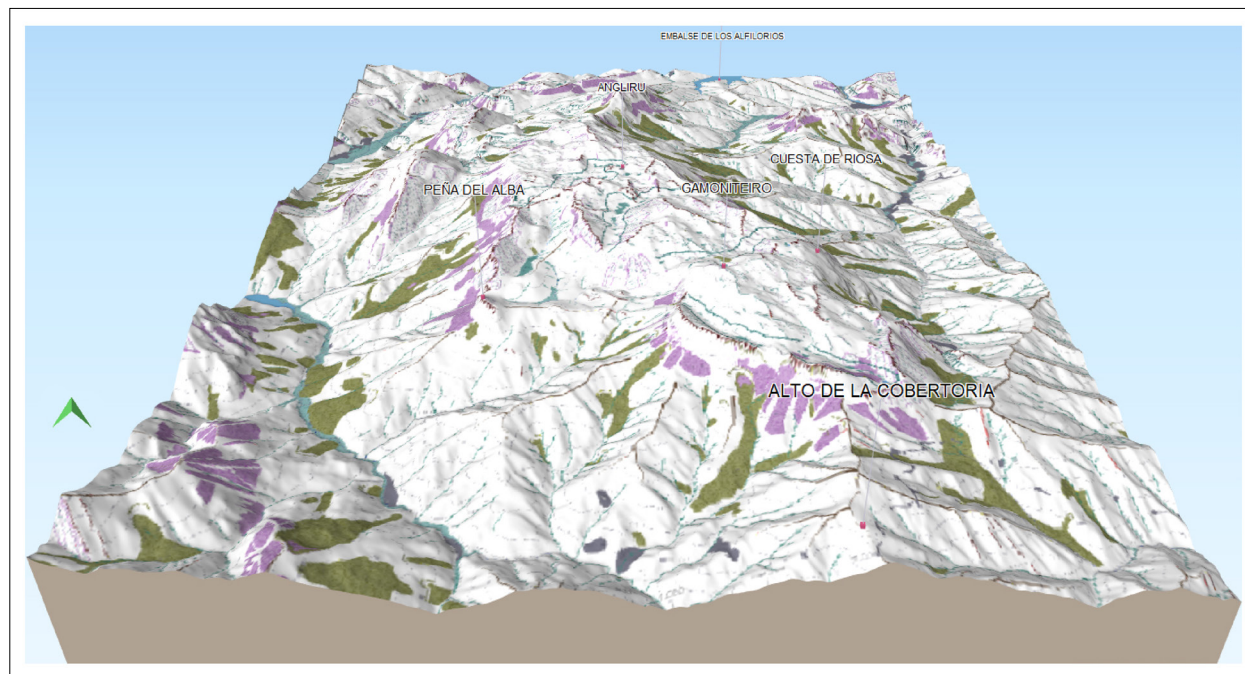 EMBALSE DE LOS ALFILORIOS
ANGLIRU
CUESTA DE RIOSA
PEÑA DEL ALBA
GAMONITEIRO
ALTO DE LA COBERTORIA